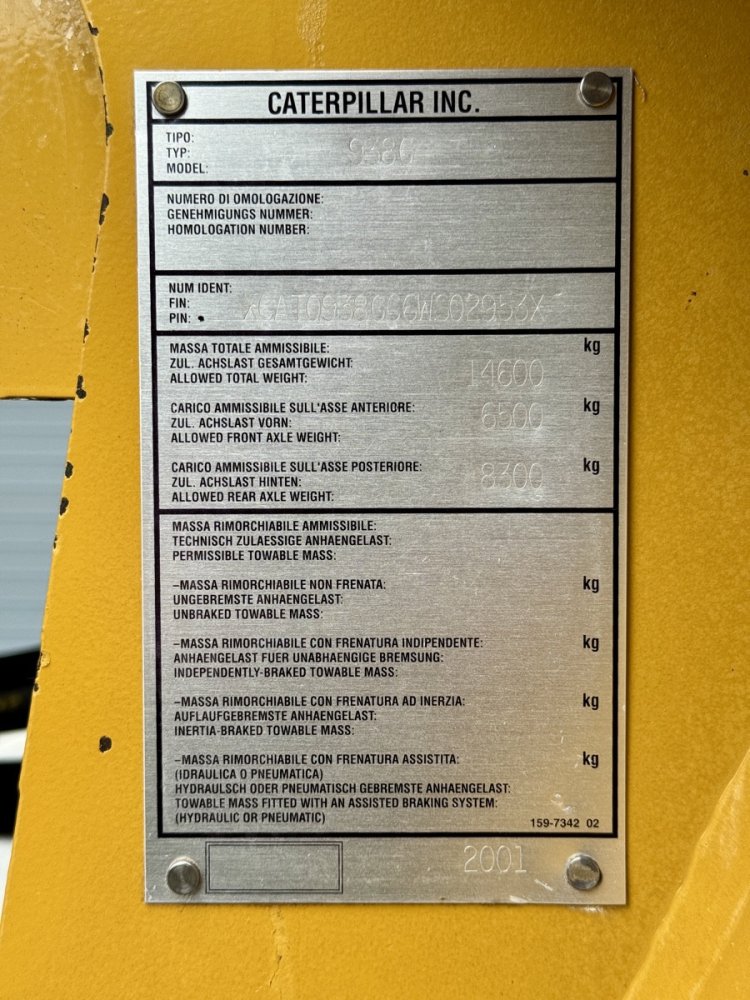 CATERPILLAR INC.
TIPO:
TYP:
MODEL:
938G
NUMERO DI OMOLOGAZIONE:
GENEHMIGUNGS NUMMER:
HOMOLOGATION NUMBER:
NUM IDENT:
FIN:
PIN:
MASSA TOTALE AMMISSIBILE:
ZUL. ACHSLAST GESAMTGEWICHT:
ALLOWED TOTAL WEIGHT:
14800 kg
CARICO AMMISSIBILE SULL'ASSE ANTERIORE:
ZUL. ACHSLAST VORN:
ALLOWED FRONT AXLE WEIGHT:
6500 kg
CARICO AMMISSIBILE SULL'ASSE POSTERIORE:
ZUL. ACHSLAST HINTEN:
ALLOWED REAR AXLE WEIGHT:
8300 kg
MASSA RIMORCHIABILE AMMISSIBILE:
TECHNISCH ZULAESSIGE ANHAENGELAST:
PERMISSIBLE TOWABLE MASS:
–MASSA RIMORCHIABILE NON FRENATA: kg
UNGEBREMSTE ANHAENGELAST:
UNBRAKED TOWABLE MASS:
–MASSA RIMORCHIABILE CON FRENATURA INDIPENDENTE: kg
ANHAENGELAST FUER UNABHAENGIGE BREMSUNG:
INDEPENDENTLY-BRAKED TOWABLE MASS:
–MASSA RIMORCHIABILE CON FRENATURA AD INERZIA: kg
AUFLAUFGEBREMSTE ANHAENGELAST:
INERTIA-BRAKED TOWABLE MASS:
–MASSA RIMORCHIABILE CON FRENATURA ASSISTITA: kg
(IDRAULICA O PNEUMATICA)
HYDRAULSCH ODER PNEUMATISCH GEBREMSTE ANHAENGELAST:
TOWABLE MASS FITTED WITH AN ASSISTED BRAKING SYSTEM:
(HYDRAULIC OR PNEUMATIC)
159-7342 02
2001